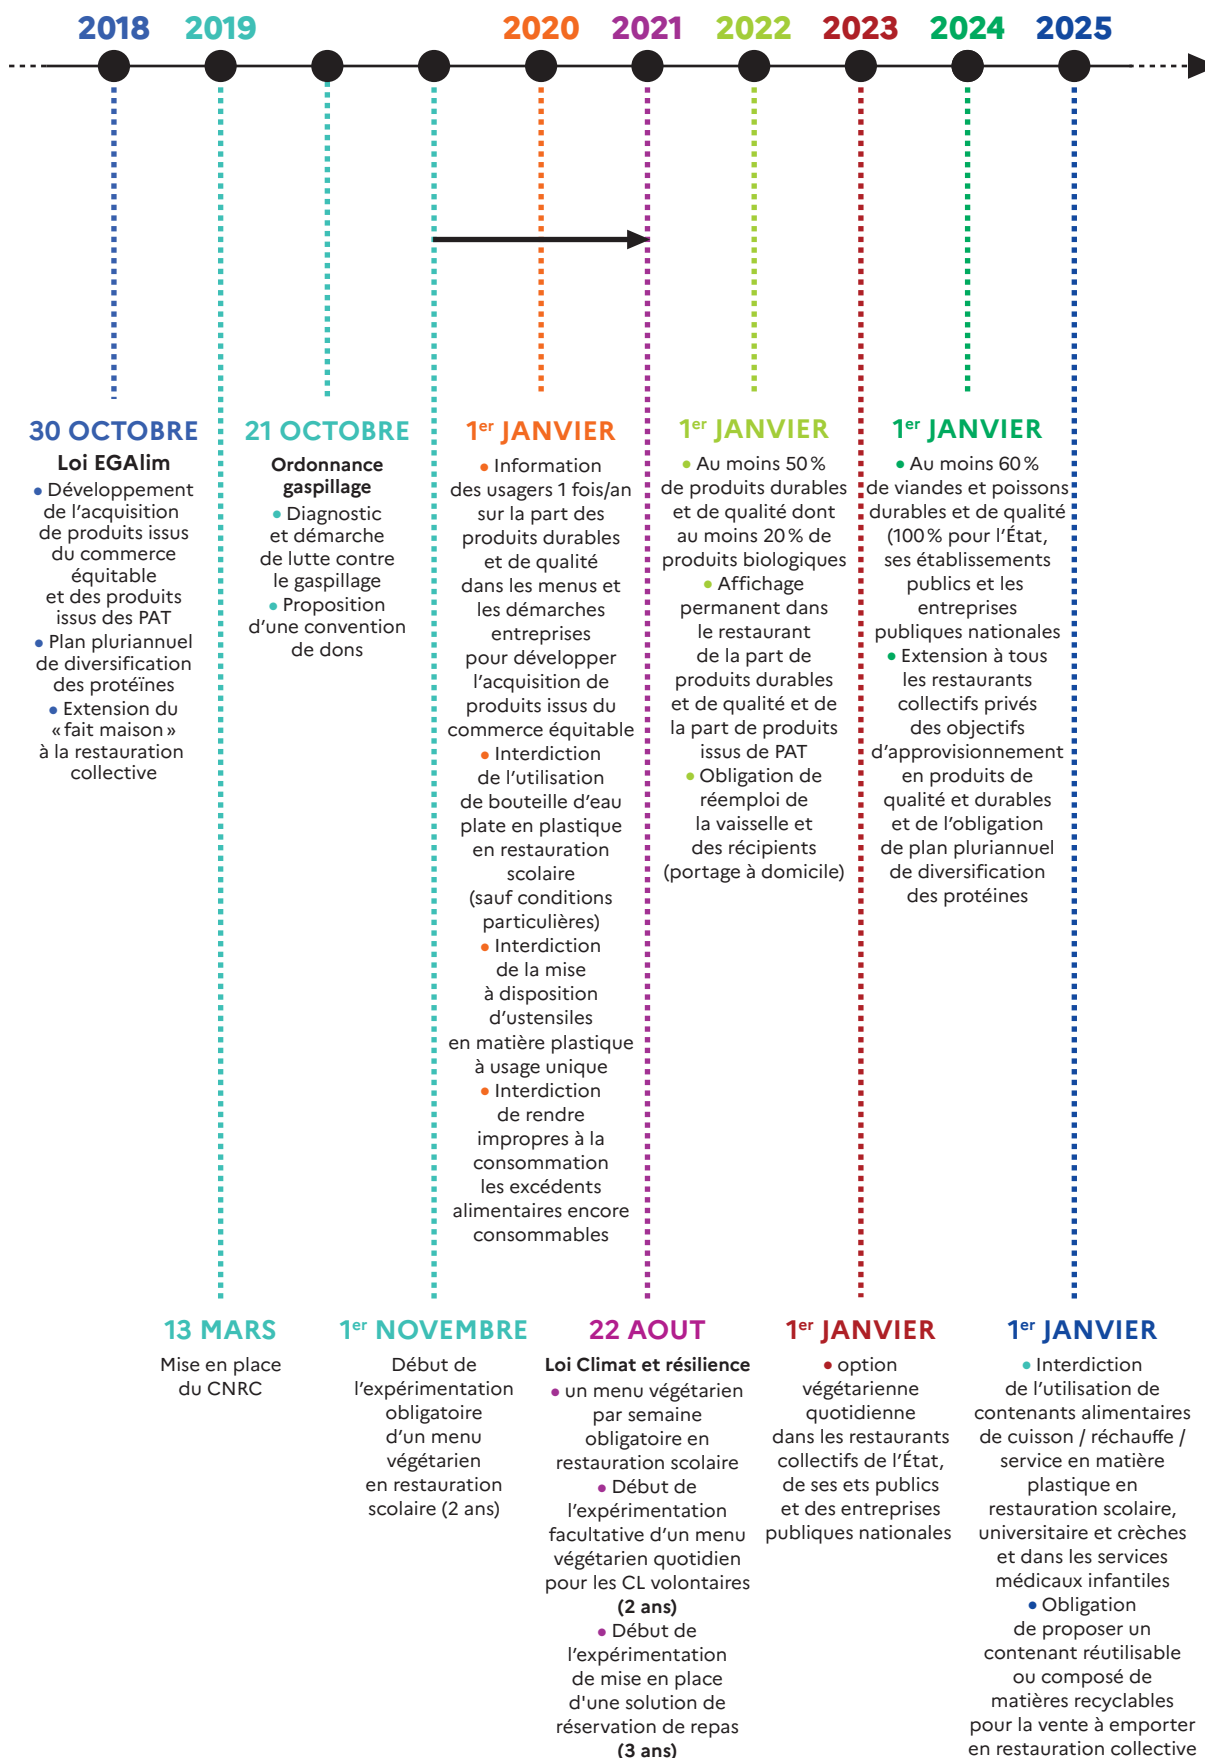 2018 2019 2020 2021 2022 2023 2024 2025
30 OCTOBRE
Loi EGAlim
• Développement
de l'acquisition
de produits issus
du commerce
équitable
et des produits
issus des PAT
• Plan pluriannuel
de diversification
des protéïnes
• Extension du
« fait maison »
à la restauration
collective
21 OCTOBRE
Ordonnance
gaspillage
• Diagnostic
et démarche
de lutte contre
le gaspillage
• Proposition
d'une convention
de dons
1er JANVIER
• Information
des usagers 1 fois/an
sur la part des
produits durables
et de qualité
dans les menus et
les démarches
entreprises
pour développer
l'acquisition de
produits issus du
commerce équitable
• Interdiction
de l'utilisation
de bouteille d'eau
plate en plastique
en restauration
scolaire
(sauf conditions
particulières)
• Interdiction
de la mise
à disposition
d'ustensiles
en matière plastique
à usage unique
• Interdiction
de rendre
impropres à la
consommation
les excédents
alimentaires encore
consommables
1er JANVIER
• Au moins 50 %
de produits durables
et de qualité dont
au moins 20 % de
produits biologiques
• Affichage
permanent dans
le restaurant
de la part de
produits durables
et de qualité et de
la part de produits
issus de PAT
• Obligation de
réemploi de
la vaisselle et
des récipients
(portage à domicile)
1er JANVIER
• Au moins 60 %
de viandes et poissons
durables et de qualité
(100 % pour l'État,
ses établissements
publics et les
entreprises
publiques nationales
• Extension à tous
les restaurants
collectifs privés
des objectifs
d'approvisionnement
en produits de
qualité et durables
et de l'obligation
de plan pluriannuel
de diversification
des protéines
13 MARS
Mise en place
du CNRC
1er NOVEMBRE
Début de
l'expérimentation
obligatoire
d'un menu
végétarien
en restauration
scolaire (2 ans)
22 AOUT
Loi Climat et résilience
• un menu végétarien
par semaine
obligatoire en
restauration scolaire
• Début de
l'expérimentation
facultative d'un menu
végétarien quotidien
pour les CL volontaires
(2 ans)
• Début de
l'expérimentation
de mise en place
d'une solution de
réservation de repas
(3 ans)
1er JANVIER
• option
végétarienne
quotidienne
dans les restaurants
collectifs de l'État,
de ses ets publics
et des entreprises
publiques nationales
1er JANVIER
• Interdiction
de l'utilisation de
contenants alimentaires
de cuisson / réchauffe /
service en matière
plastique en
restauration scolaire,
universitaire et crèches
et dans les services
médicaux infantiles
• Obligation
de proposer un
contenant réutilisable
ou composé de
matières recyclables
pour la vente à emporter
en restauration collective